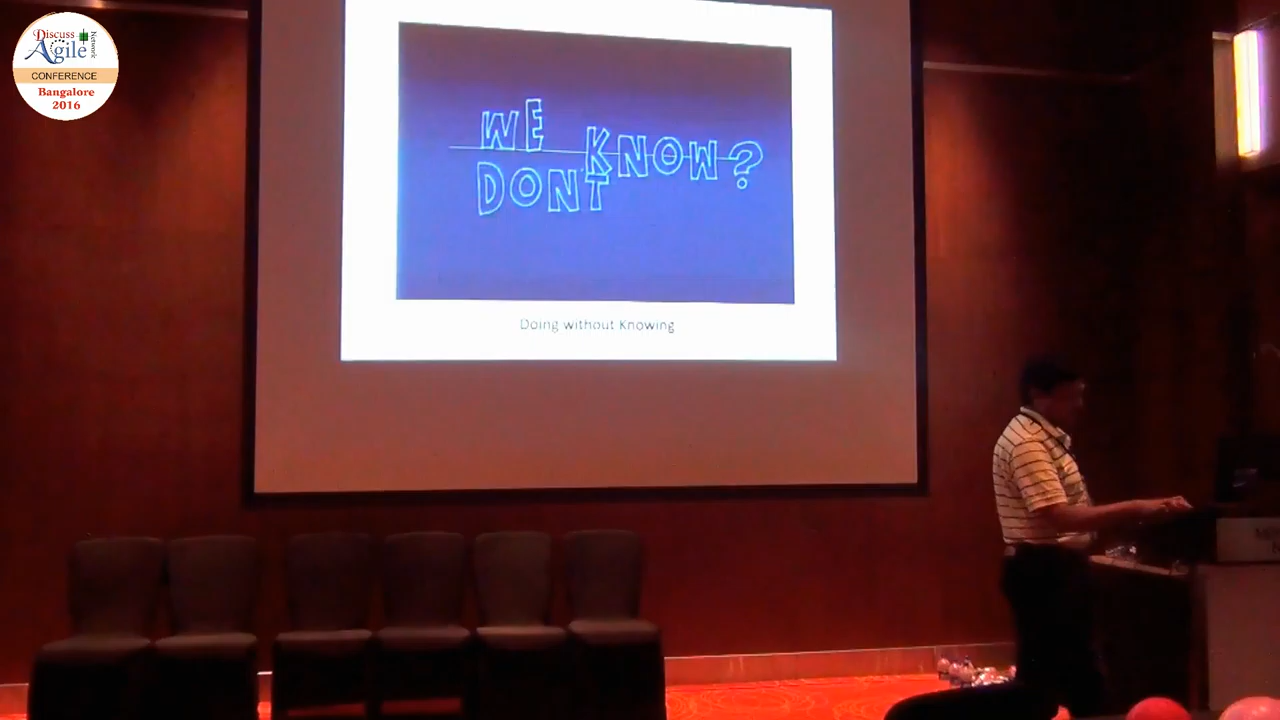 Discuss
Agile
Network
CONFERENCE
Bangalore
2016
WE
DONT
KNOW?
Doing without Knowing